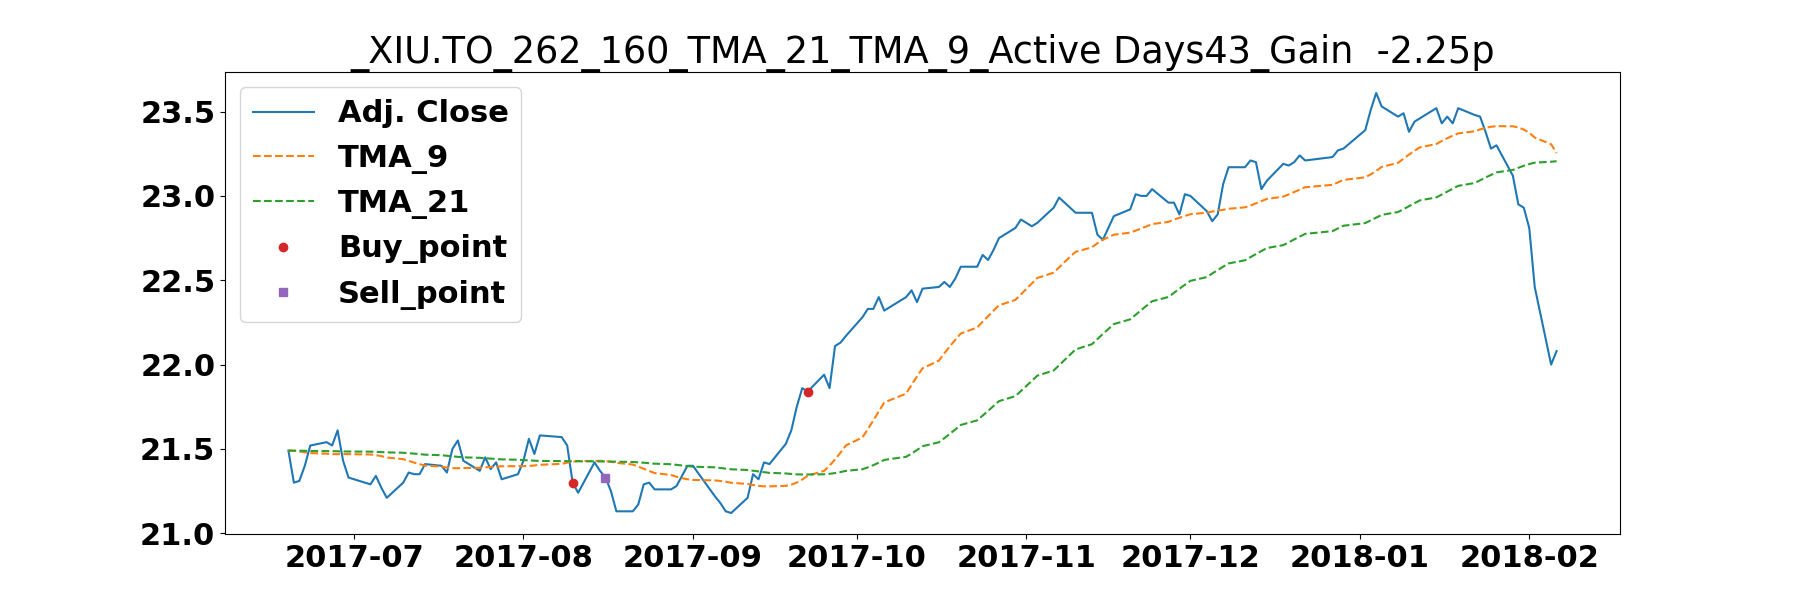 _XIU.TO_262_160_TMA_21_TMA_9_Active Days43_Gain  -2.25p
23.5
23.0
22.5
22.0
21.5
21.0
Adj. Close
TMA_9
TMA_21
Buy_point
Sell_point
2017-07 2017-08 2017-09 2017-10 2017-11 2017-12 2018-01 2018-02